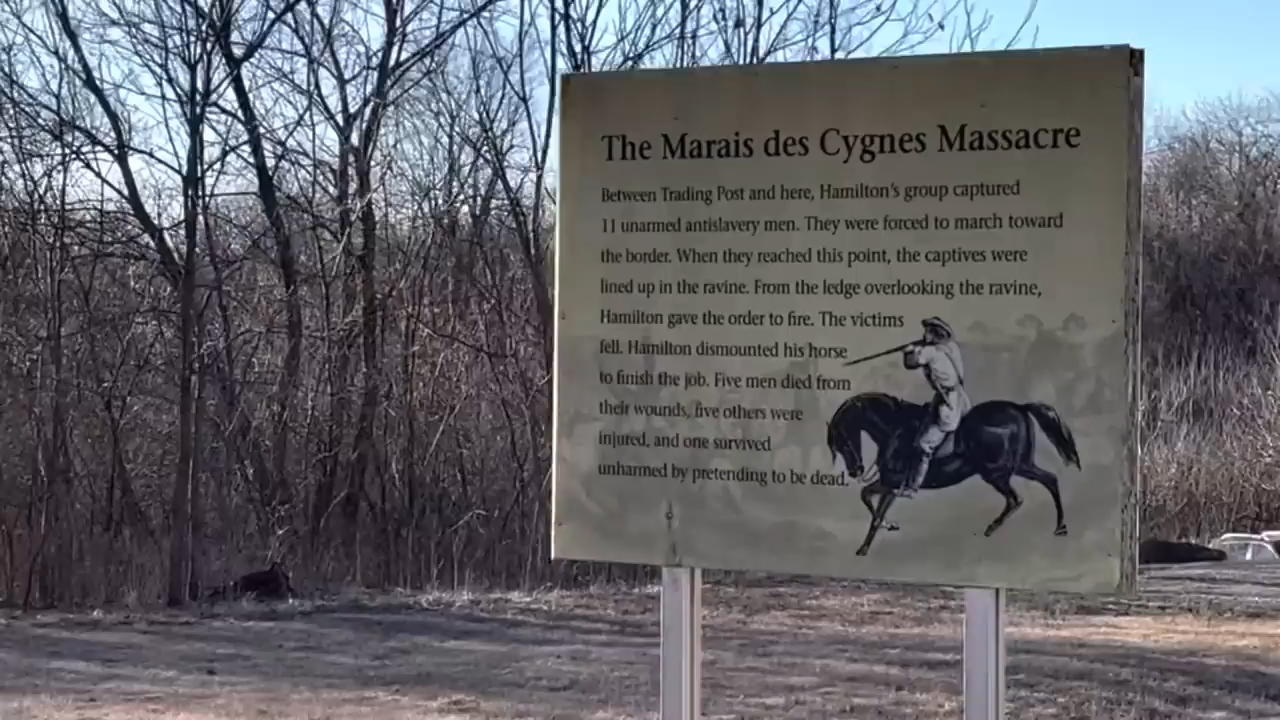 The Marais des Cygnes Massacre
Between Trading Post and here, Hamilton's group captured
11 unarmed antislavery men. They were forced to march toward
the border. When they reached this point, the captives were
lined up in the ravine. From the ledge overlooking the ravine,
Hamilton gave the order to fire. The victims
fell. Hamilton dismounted his horse
to finish the job. Five men died from
their wounds, five others were
injured, and one survived
unharmed by pretending to be dead.